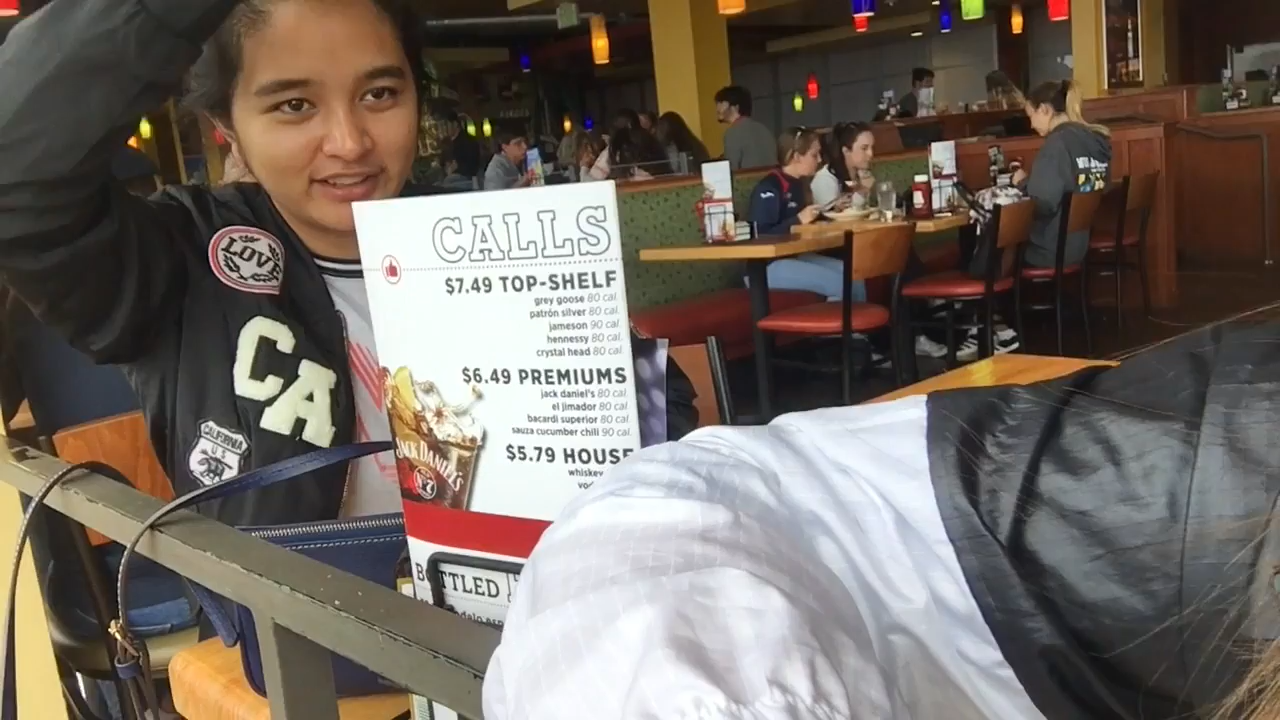 CALLS
$7.49 TOP-SHELF
grey goose 80 cal.
patrón silver 80 cal.
jameson 90 cal.
hennessy 80 cal.
crystal head 80 cal.
$6.49 PREMIUMS
jack daniel's 80 cal.
el jimador 80 cal.
bacardi superior 80 cal.
sauza cucumber chili 90 cal.
$5.79 HOUSE
whiskey
JACK DANIEL'S
LOVE
CA
CALIFORNIA
U S